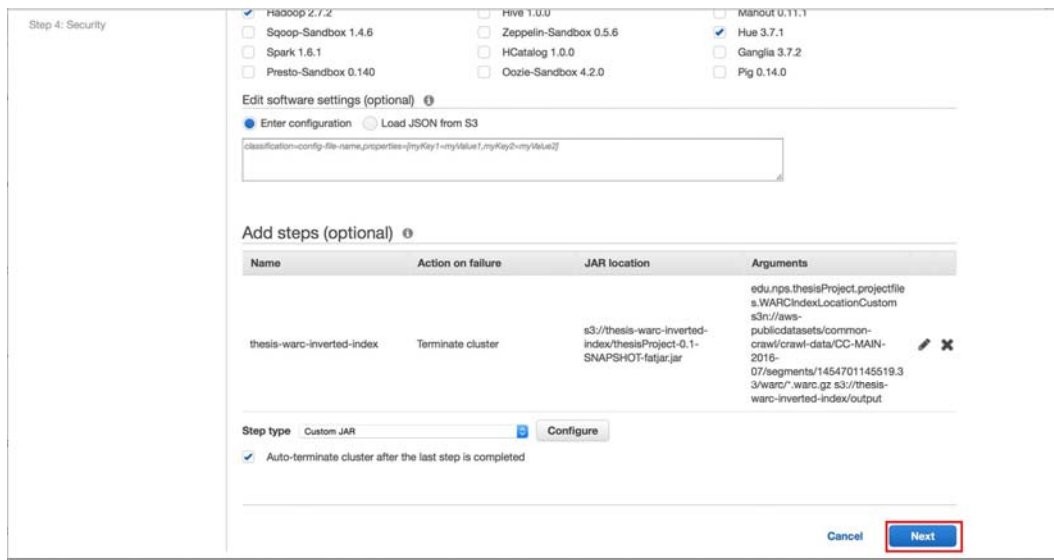 Step 4: Security
Hadoop 2.7.2 Hive 1.0.0 Mahout 0.11.1
Sqoop-Sandbox 1.4.6 Zeppelin-Sandbox 0.5.6 Hue 3.7.1
Spark 1.6.1 HCatalog 1.0.0 Ganglia 3.7.2
Presto-Sandbox 0.140 Oozie-Sandbox 4.2.0 Pig 0.14.0
Edit software settings (optional)
Enter configuration Load JSON from S3
classification=config-file-name,properties=[myKey1=myValue1,myKey2=myValue2]
Add steps (optional)
Name Action on failure JAR location Arguments
thesis-warc-inverted-index Terminate cluster
s3://thesis-warc-inverted-
index/thesisProject-0.1-
SNAPSHOT-fatjar.jar
edu.nps.thesisProject.projectfile
s.WARCIndexLocationCustom
s3n://aws-
publicdatasets/common-
crawl/crawl-data/CC-MAIN-
2016-
07/segments/1454701145519.3
3/warc/*.warc.gz s3://thesis-
warc-inverted-index/output
Step type Custom JAR Configure
Auto-terminate cluster after the last step is completed
Cancel Next